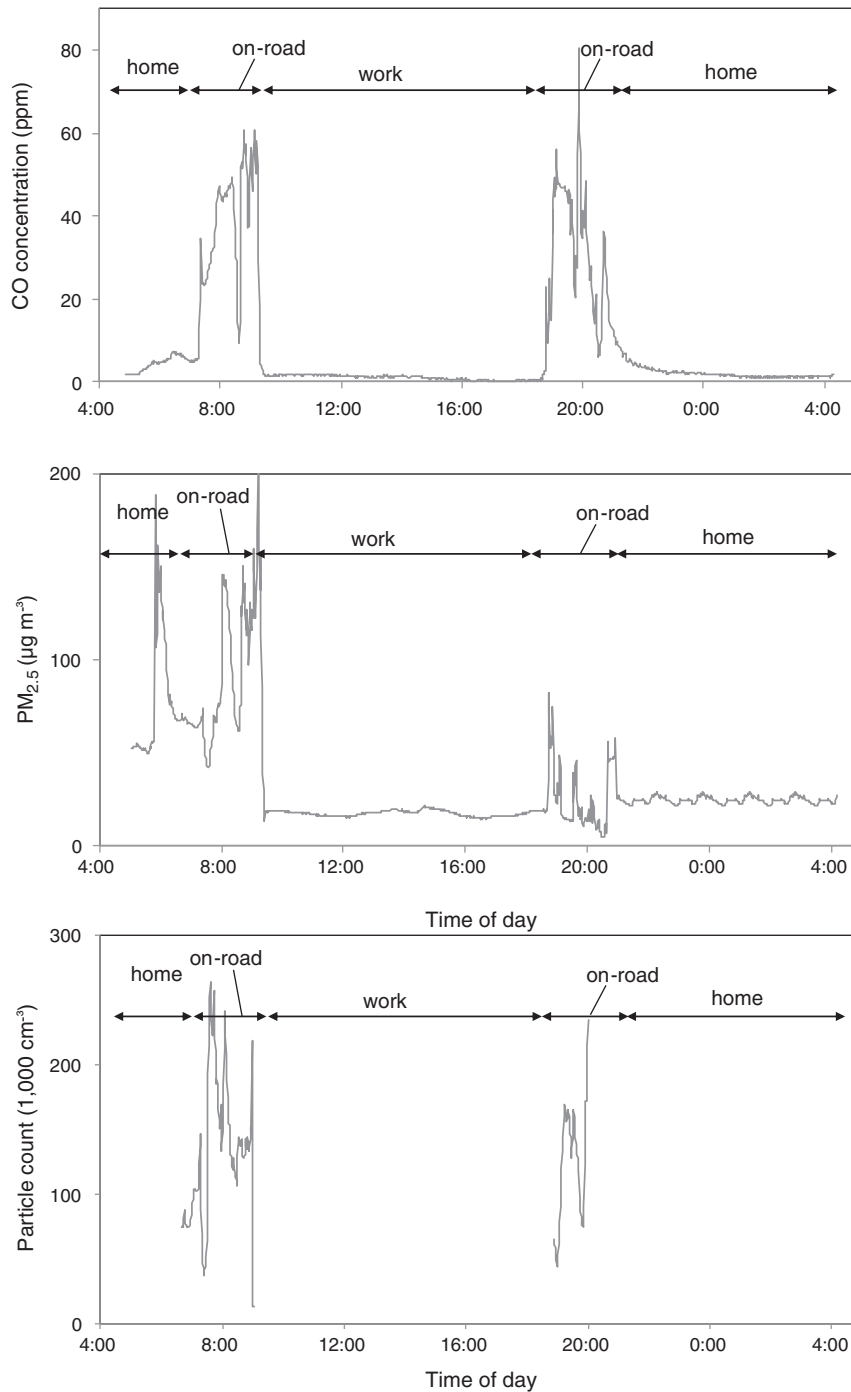 80
60
40
20
0
CO concentration (ppm)
home
on-road
work
on-road
home
4:00 8:00 12:00 16:00 20:00 0:00 4:00
200
100
0
PM2.5 (µg m-³)
home
on-road
work
on-road
home
4:00 8:00 12:00 16:00 20:00 0:00 4:00
Time of day
300
200
100
0
Particle count (1,000 cm-³)
home
on-road
work
on-road
home
4:00 8:00 12:00 16:00 20:00 0:00 4:00
Time of day